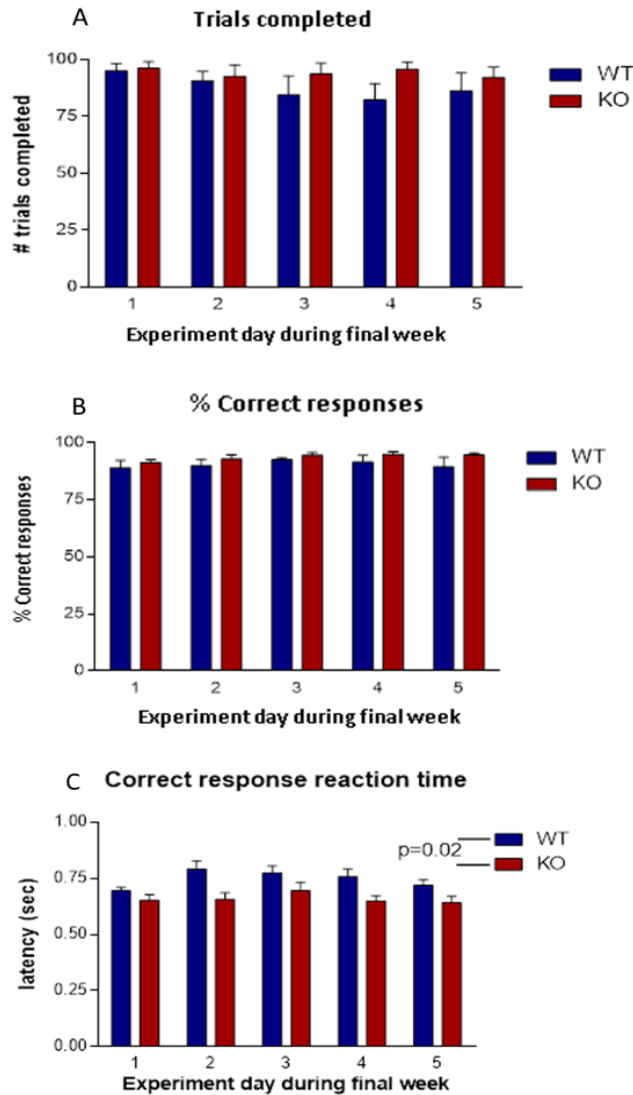 A Trials completed
100
75
50
25
0
# trials completed
1 2 3 4 5
Experiment day during final week
WT
KO
B % Correct responses
100
75
50
25
0
% Correct responses
1 2 3 4 5
Experiment day during final week
WT
KO
C Correct response reaction time
1.00
0.75
0.50
0.25
0.00
latency (sec)
1 2 3 4 5
Experiment day during final week
p=0.02
WT
KO